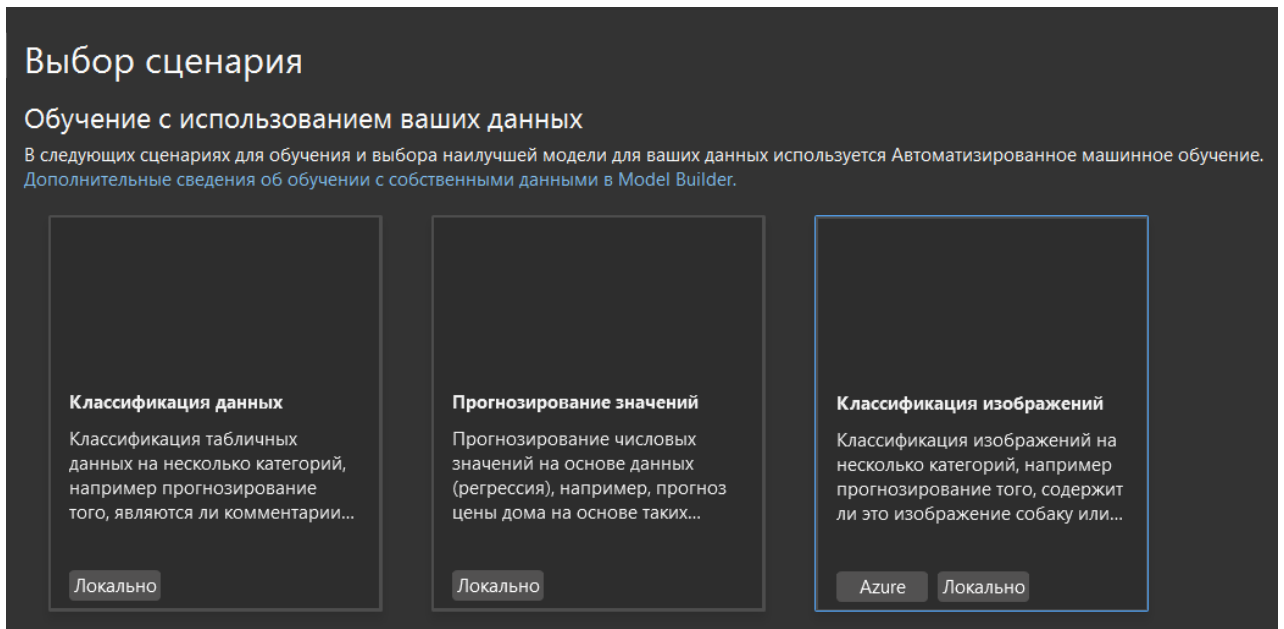 Выбор сценария
Обучение с использованием ваших данных
В следующих сценариях для обучения и выбора наилучшей модели для ваших данных используется Автоматизированное машинное обучение.
Дополнительные сведения об обучении с собственными данными в Model Builder.
Классификация данных
Классификация табличных
данных на несколько категорий,
например прогнозирование
того, являются ли комментарии...
Локально
Прогнозирование значений
Прогнозирование числовых
значений на основе данных
(регрессия), например, прогноз
цены дома на основе таких...
Локально
Классификация изображений
Классификация изображений на
несколько категорий, например
прогнозирование того, содержит
ли это изображение собаку или...
Azure Локально